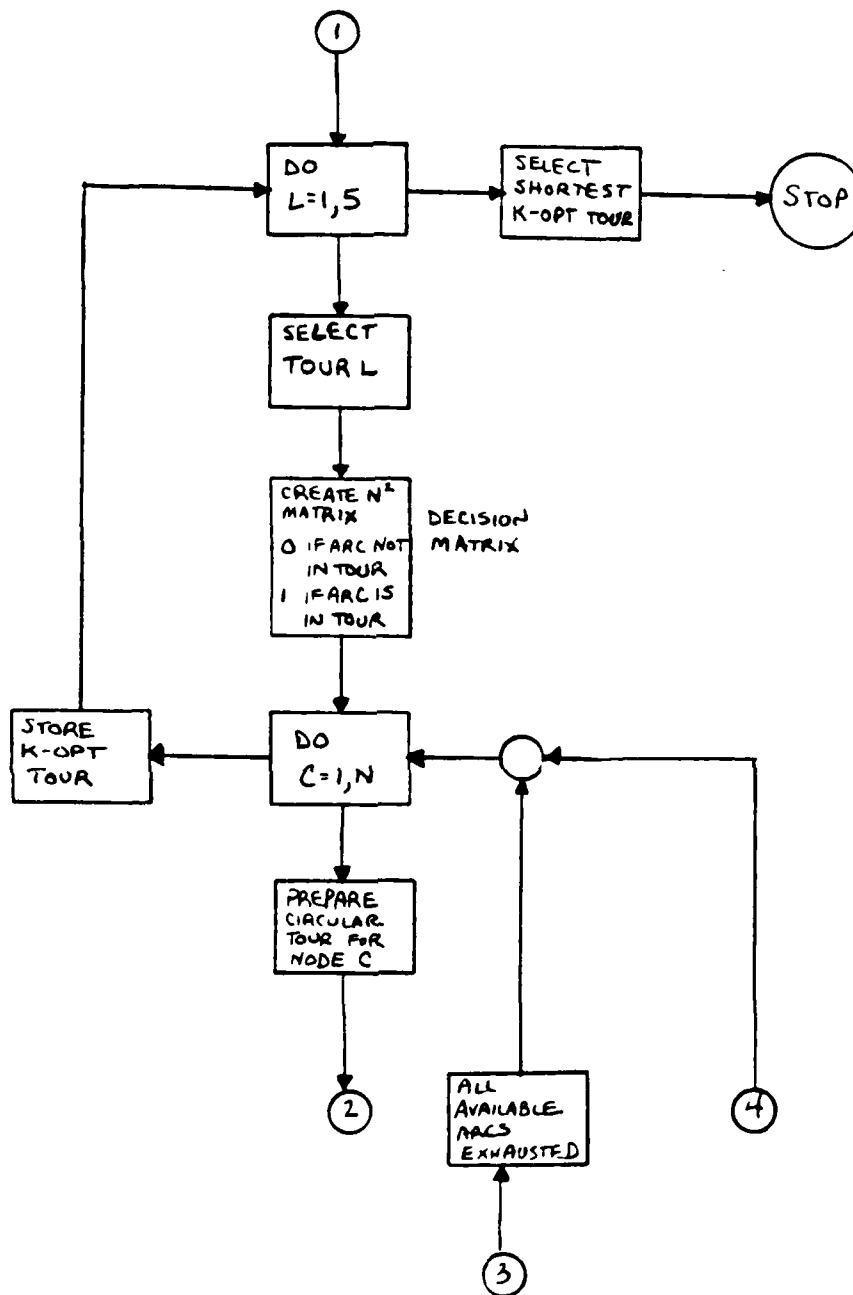 1
DO
L=1,5
SELECT
SHORTEST
K-OPT TOUR
STOP
SELECT
TOUR L
CREATE N²
MATRIX
0 IF ARC NOT
IN TOUR
1 IF ARC IS
IN TOUR
DECISION
MATRIX
STORE
K-OPT
TOUR
DO
C=1,N
PREPARE
CIRCULAR
TOUR FOR
NODE C
2
ALL
AVAILABLE
ARCS
EXHAUSTED
4
3